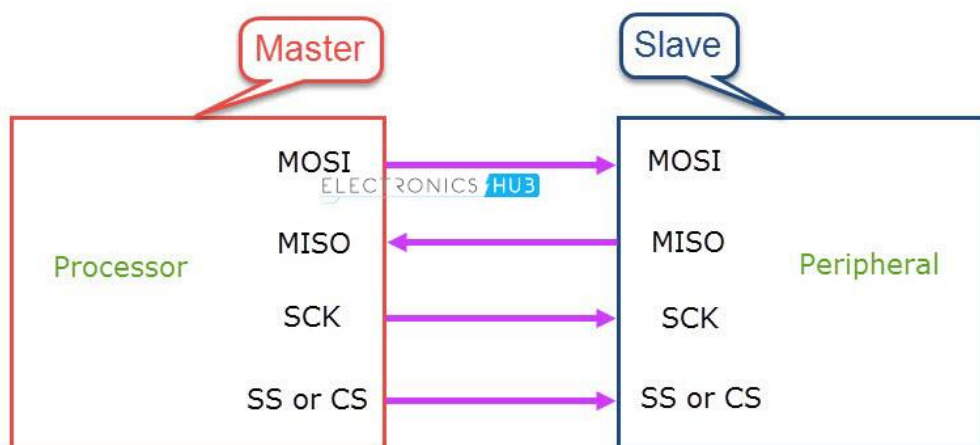 Master
Slave
MOSI
MOSI
ELECTRONICS HUB
MISO
MISO
Processor
Peripheral
SCK
SCK
SS or CS
SS or CS